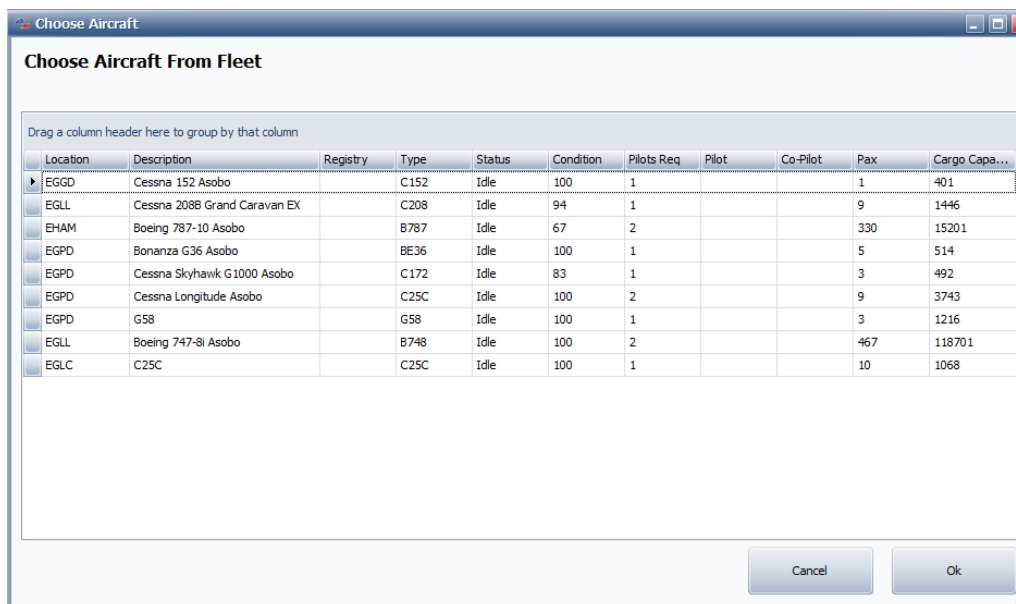 Choose Aircraft
Choose Aircraft From Fleet
Drag a column header here to group by that column
Location Description Registry Type Status Condition Pilots Req Pilot Co-Pilot Pax Cargo Capa...
EGGD Cessna 152 Asobo C152 Idle 100 1 1 401
EGLL Cessna 208B Grand Caravan EX C208 Idle 94 1 9 1446
EHAM Boeing 787-10 Asobo B787 Idle 67 2 330 15201
EGPD Bonanza G36 Asobo BE36 Idle 100 1 5 514
EGPD Cessna Skyhawk G1000 Asobo C172 Idle 83 1 3 492
EGPD Cessna Longitude Asobo C25C Idle 100 2 9 3743
EGPD G58 G58 Idle 100 1 3 1216
EGLL Boeing 747-8i Asobo B748 Idle 100 2 467 118701
EGLC C25C C25C Idle 100 1 10 1068
Cancel Ok